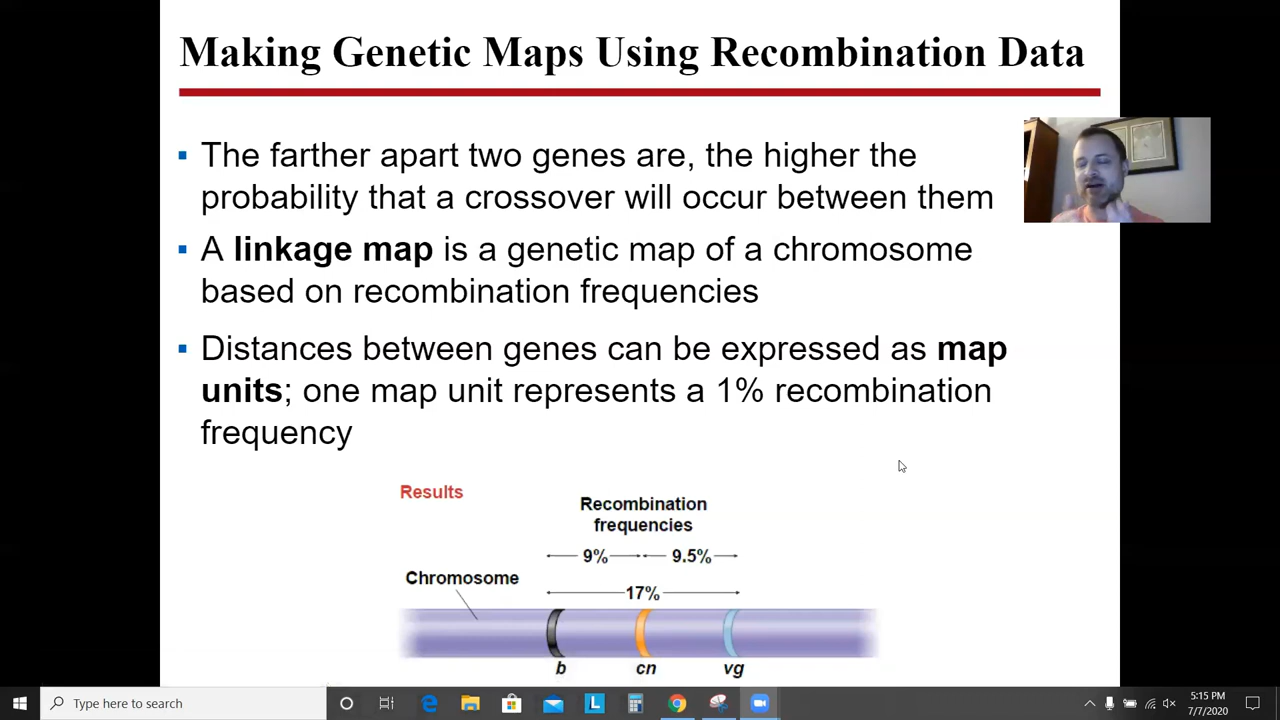 Making Genetic Maps Using Recombination Data
▪ The farther apart two genes are, the higher the
probability that a crossover will occur between them
▪ A linkage map is a genetic map of a chromosome
based on recombination frequencies
▪ Distances between genes can be expressed as map
units; one map unit represents a 1% recombination
frequency
Results
Recombination
frequencies
9% 9.5%
Chromosome
17%
b cn vg
Type here to search
L
5:15 PM
7/7/2020